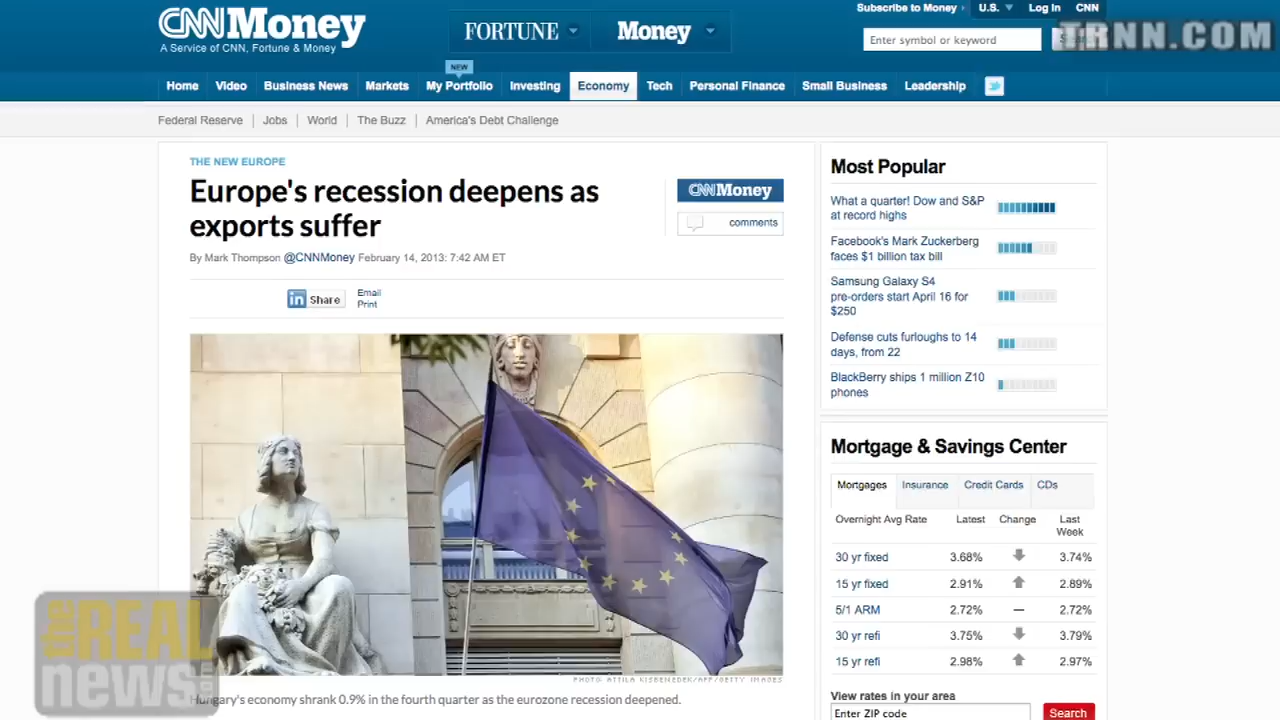 CNNMoney
A Service of CNN, Fortune & Money
FORTUNE
Money
Subscribe to Money
U.S.
Log In
CNN
Enter symbol or keyword
TRNN.COM
NEW
Home
Video
Business News
Markets
My Portfolio
Investing
Economy
Tech
Personal Finance
Small Business
Leadership
Federal Reserve
Jobs
World
The Buzz
America's Debt Challenge
THE NEW EUROPE
Europe's recession deepens as
exports suffer
By Mark Thompson @CNNMoney February 14, 2013: 7:42 AM ET
CNNMoney
comments
in Share
Email
Print
PHOTO: ATTILA KISBENEDEK/AFP/GETTY IMAGES
Hungary's economy shrank 0.9% in the fourth quarter as the eurozone recession deepened.
the REAL
news
Most Popular
What a quarter! Dow and S&P
at record highs
Facebook's Mark Zuckerberg
faces $1 billion tax bill
Samsung Galaxy S4
pre-orders start April 16 for
$250
Defense cuts furloughs to 14
days, from 22
BlackBerry ships 1 million Z10
phones
Mortgage & Savings Center
Mortgages Insurance Credit Cards CDs
Overnight Avg Rate Latest Change Last
Week
30 yr fixed 3.68% 3.74%
15 yr fixed 2.91% 2.89%
5/1 ARM 2.72% — 2.72%
30 yr refi 3.75% 3.79%
15 yr refi 2.98% 2.97%
View rates in your area
Enter ZIP code
Search